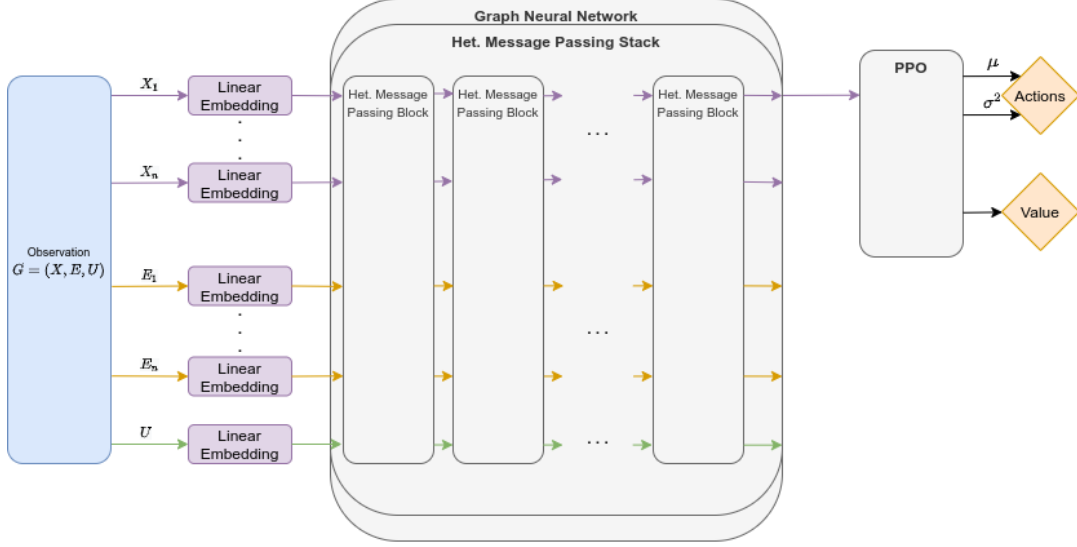 Graph Neural Network
Het. Message Passing Stack
PPO
Observation
G = (X, E, U)
X₁
Linear
Embedding
.
.
.
Xₙ
Linear
Embedding
E₁
Linear
Embedding
.
.
.
Eₙ
Linear
Embedding
U
Linear
Embedding
Het. Message
Passing Block
Het. Message
Passing Block
...
...
...
Het. Message
Passing Block
μ
σ²
Actions
Value